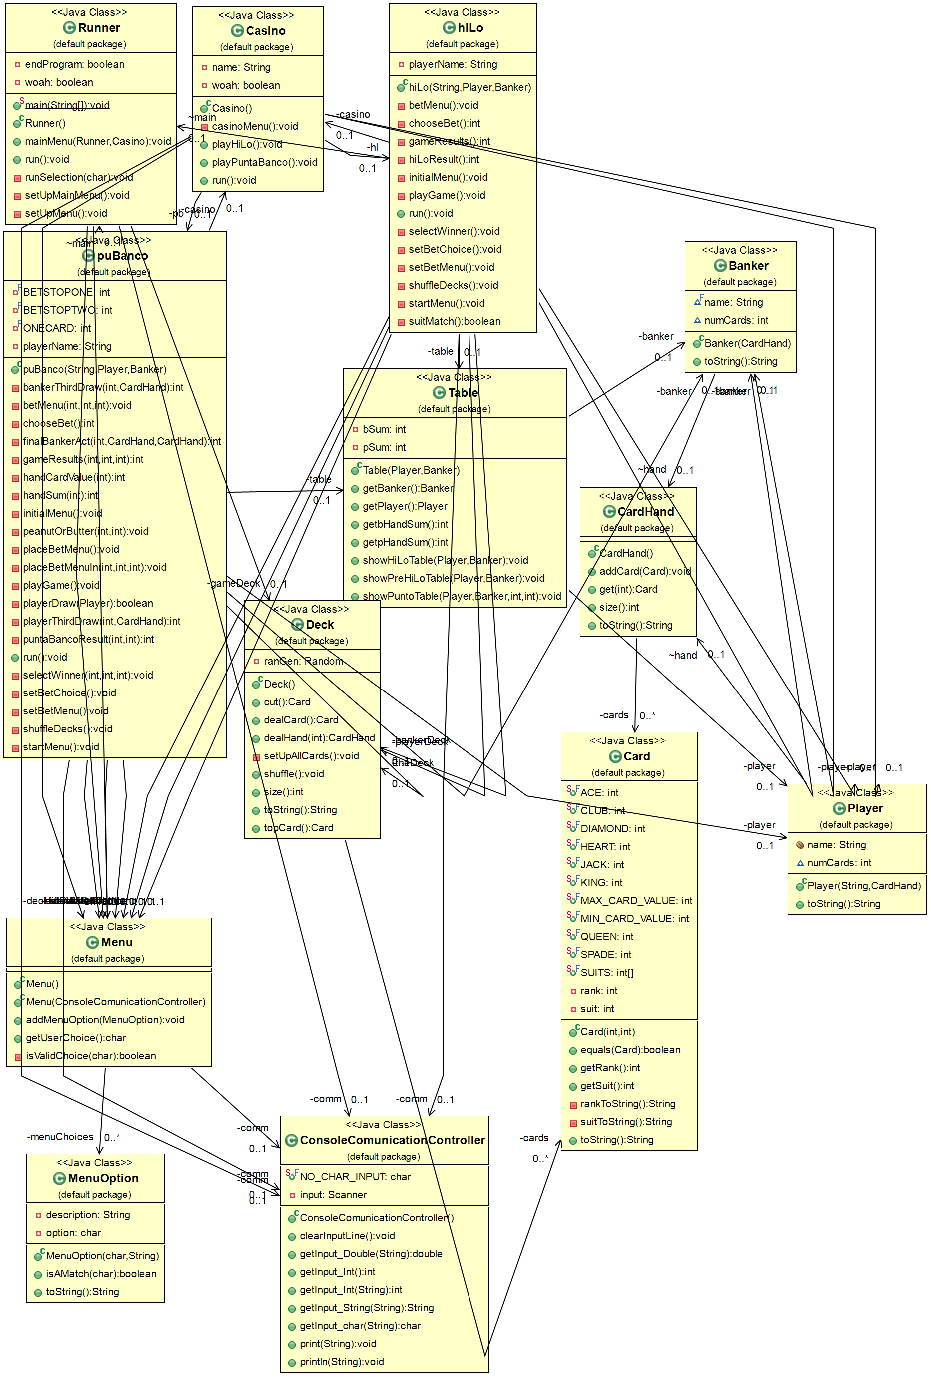 <<Java Class>>
Runner
(default package)
endProgram: boolean
woah: boolean
main(String[]):void
Runner()
mainMenu(Runner,Casino):void
run():void
runSelection(char):void
setUpMainMenu():void
setUpMenu():void
<<Java Class>>
Casino
(default package)
name: String
woah: boolean
Casino()
casinoMenu():void
playHiLo():void
playPuntaBanco():void
run():void
<<Java Class>>
hiLo
(default package)
playerName: String
hiLo(String,Player,Banker)
betMenu():void
chooseBet():int
gameResults():int
hiLoResult():int
initialMenu():void
playGame():void
run():void
selectWinner():void
setBetChoice():void
setBetMenu():void
shuffleDecks():void
startMenu():void
suitMatch():boolean
~main
0..1
-casino
0..1
-hl
0..1
-pb
0..1
-casino
0..1
~main
0..1
<<Java Class>>
puBanco
(default package)
BETSTOPONE: int
BETSTOPTWO: int
ONECARD: int
playerName: String
puBanco(String,Player,Banker)
bankerThirdDraw(int,CardHand):int
betMenu(int,int,int):void
chooseBet():int
finalBankerAct(int,CardHand,CardHand):int
gameResults(int,int,int):int
handCardValue(int):int
handSum(int):int
initialMenu():void
peanutOrButter(int,int):void
placeBetMenu():void
placeBetMenuIn(int,int,int):void
playGame():void
playerDraw(Player):boolean
playerThirdDraw(int,CardHand):int
puntaBancoResult(int,int):int
run():void
selectWinner(int,int,int):void
setBetChoice():void
setBetMenu():void
shuffleDecks():void
startMenu():void
<<Java Class>>
Banker
(default package)
name: String
numCards: int
Banker(CardHand)
toString():String
-table
0..1
-banker
0..1
<<Java Class>>
Table
(default package)
bSum: int
pSum: int
Table(Player,Banker)
getBanker():Banker
getPlayer():Player
getbHandSum():int
getpHandSum():int
showHiLoTable(Player,Banker):void
showPreHiLoTable(Player,Banker):void
showPuntoTable(Player,Banker,int,int):void
-banker
-banker
0..1
~hand
0..1
-table
0..1
<<Java Class>>
CardHand
(default package)
CardHand()
addCard(Card):void
get(int):Card
size():int
toString():String
~hand
0..1
-gameDeck
0..1
<<Java Class>>
Deck
(default package)
ranGen: Random
Deck()
cut():Card
dealCard():Card
dealHand(int):CardHand
setUpAllCards():void
shuffle():void
size():int
toString():String
topCard():Card
0..1
-cards
0..*
<<Java Class>>
Card
(default package)
ACE: int
CLUB: int
DIAMOND: int
HEART: int
JACK: int
KING: int
MAX_CARD_VALUE: int
MIN_CARD_VALUE: int
QUEEN: int
SPADE: int
SUITS: int[]
rank: int
suit: int
Card(int,int)
equals(Card):boolean
getRank():int
getSuit():int
rankToString():String
suitToString():String
toString():String
-player
0..1
0..1
-player
0..1
<<Java Class>>
Player
(default package)
name: String
numCards: int
Player(String,CardHand)
toString():String
<<Java Class>>
Menu
(default package)
Menu()
Menu(ConsoleComunicationController)
addMenuOption(MenuOption):void
getUserChoice():char
isValidChoice(char):boolean
-menuChoices
0..*
-comm
0..1
-comm
0..1
-comm
0..1
-comm
-comm
0..1
0..1
-cards
0..*
<<Java Class>>
MenuOption
(default package)
description: String
option: char
MenuOption(char,String)
isAMatch(char):boolean
toString():String
<<Java Class>>
ConsoleComunicationController
(default package)
NO_CHAR_INPUT: char
input: Scanner
ConsoleComunicationController()
clearInputLine():void
getInput_Double(String):double
getInput_Int():int
getInput_Int(String):int
getInput_String(String):String
getInput_char(String):char
print(String):void
println(String):void